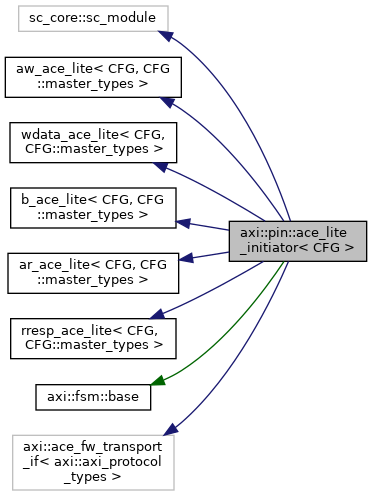 sc_core::sc_module
aw_ace_lite< CFG, CFG
::master_types >
wdata_ace_lite< CFG,
CFG::master_types >
b_ace_lite< CFG, CFG
::master_types >
axi::pin::ace_lite
_initiator< CFG >
ar_ace_lite< CFG, CFG
::master_types >
rresp_ace_lite< CFG,
CFG::master_types >
axi::fsm::base
axi::ace_fw_transport
_if< axi::axi_protocol
_types >